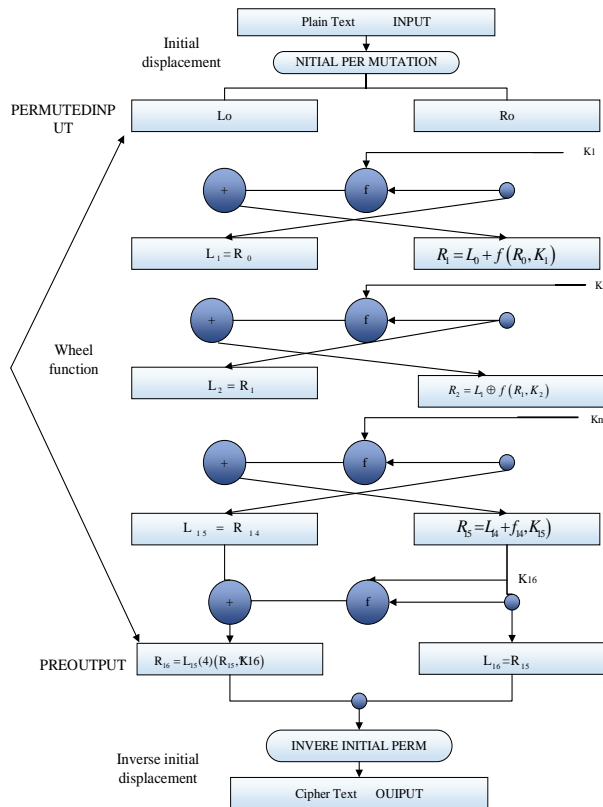 Plain Text INPUT
Initial
displacement
NITIAL PER MUTATION
PERMUTEDINP
UT
Lo
Ro
K1
+
f
L₁=R₀
R₁=L₀+f(R₀,K₁)
K
+
f
Wheel
function
L₂=R₁
R₂=L₁⊕f(R₁,K₂)
Kn
+
f
L₁₅=R₁₄
R₁₅=L₁₄+f₁₄,K₁₅)
K16
+
f
PREOUTPUT
R₁₆=L₁₅(4)(R₁₅,K16)
L₁₆=R₁₅
INVERE INITIAL PERM
Inverse initial
displacement
Cipher Text OUIPUT